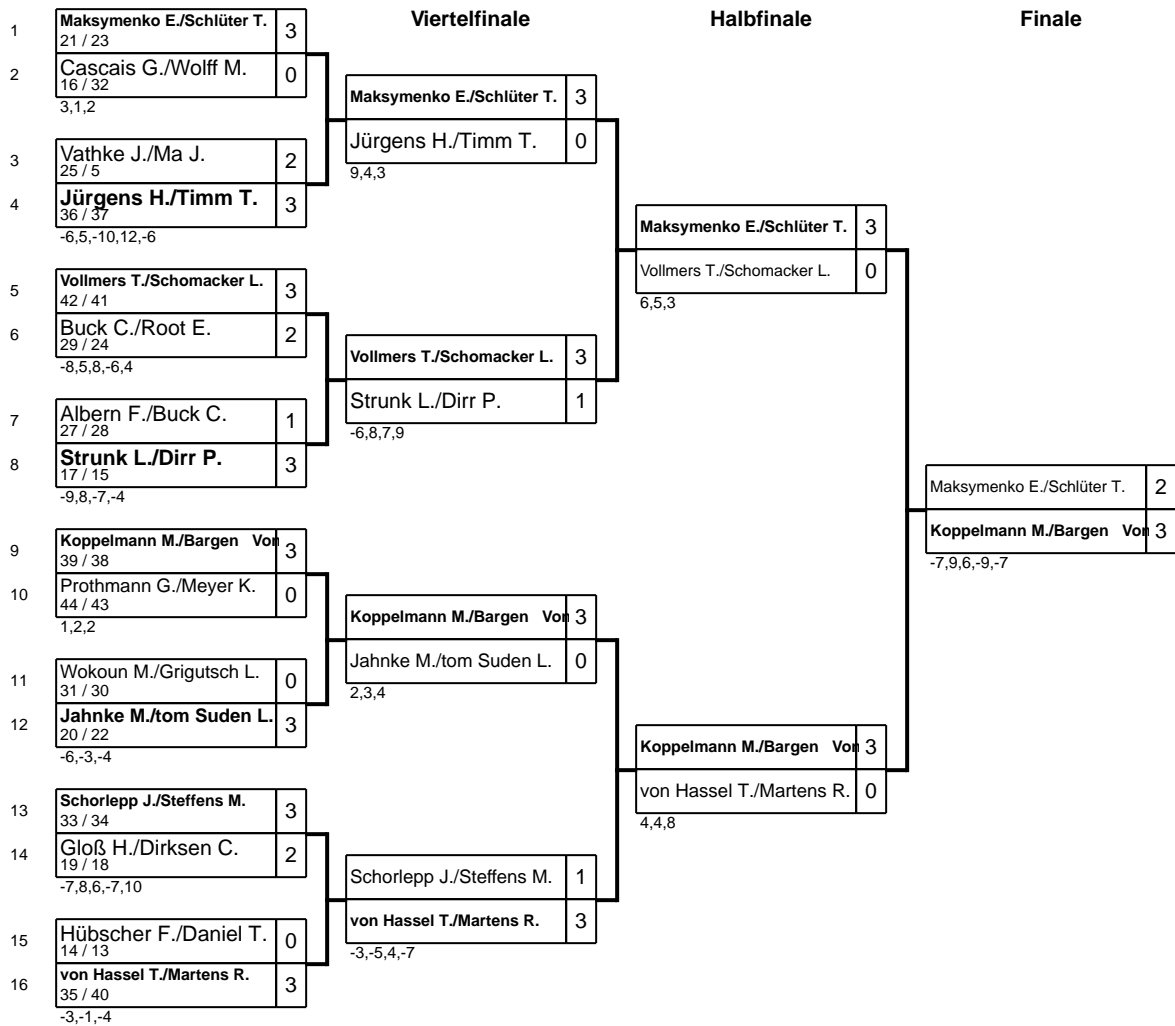 Viertelfinale
Halbfinale
Finale
1
Maksymenko E./Schlüter T. 3
21 / 23
2
Cascais G./Wolff M. 0
16 / 32
3,1,2
3
Vathke J./Ma J. 2
25 / 5
4
Jürgens H./Timm T. 3
36 / 37
-6,5,-10,12,-6
5
Vollmers T./Schomacker L. 3
42 / 41
6
Buck C./Root E. 2
29 / 24
-8,5,8,-6,4
7
Albern F./Buck C. 1
27 / 28
8
Strunk L./Dirr P. 3
17 / 15
-9,8,-7,-4
9
Koppelmann M./Bargen Von 3
39 / 38
10
Prothmann G./Meyer K. 0
44 / 43
1,2,2
11
Wokoun M./Grigutsch L. 0
31 / 30
12
Jahnke M./tom Suden L. 3
20 / 22
-6,-3,-4
13
Schorlepp J./Steffens M. 3
33 / 34
14
Gloß H./Dirksen C. 2
19 / 18
-7,8,6,-7,10
15
Hübscher F./Daniel T. 0
14 / 13
16
von Hassel T./Martens R. 3
35 / 40
-3,-1,-4
Maksymenko E./Schlüter T. 3
Jürgens H./Timm T. 0
9,4,3
Vollmers T./Schomacker L. 3
Strunk L./Dirr P. 1
-6,8,7,9
Koppelmann M./Bargen Von 3
Jahnke M./tom Suden L. 0
2,3,4
Schorlepp J./Steffens M. 1
von Hassel T./Martens R. 3
-3,-5,4,-7
Maksymenko E./Schlüter T. 3
Vollmers T./Schomacker L. 0
6,5,3
Koppelmann M./Bargen Von 3
von Hassel T./Martens R. 0
4,4,8
Maksymenko E./Schlüter T. 2
Koppelmann M./Bargen Von 3
-7,9,6,-9,-7